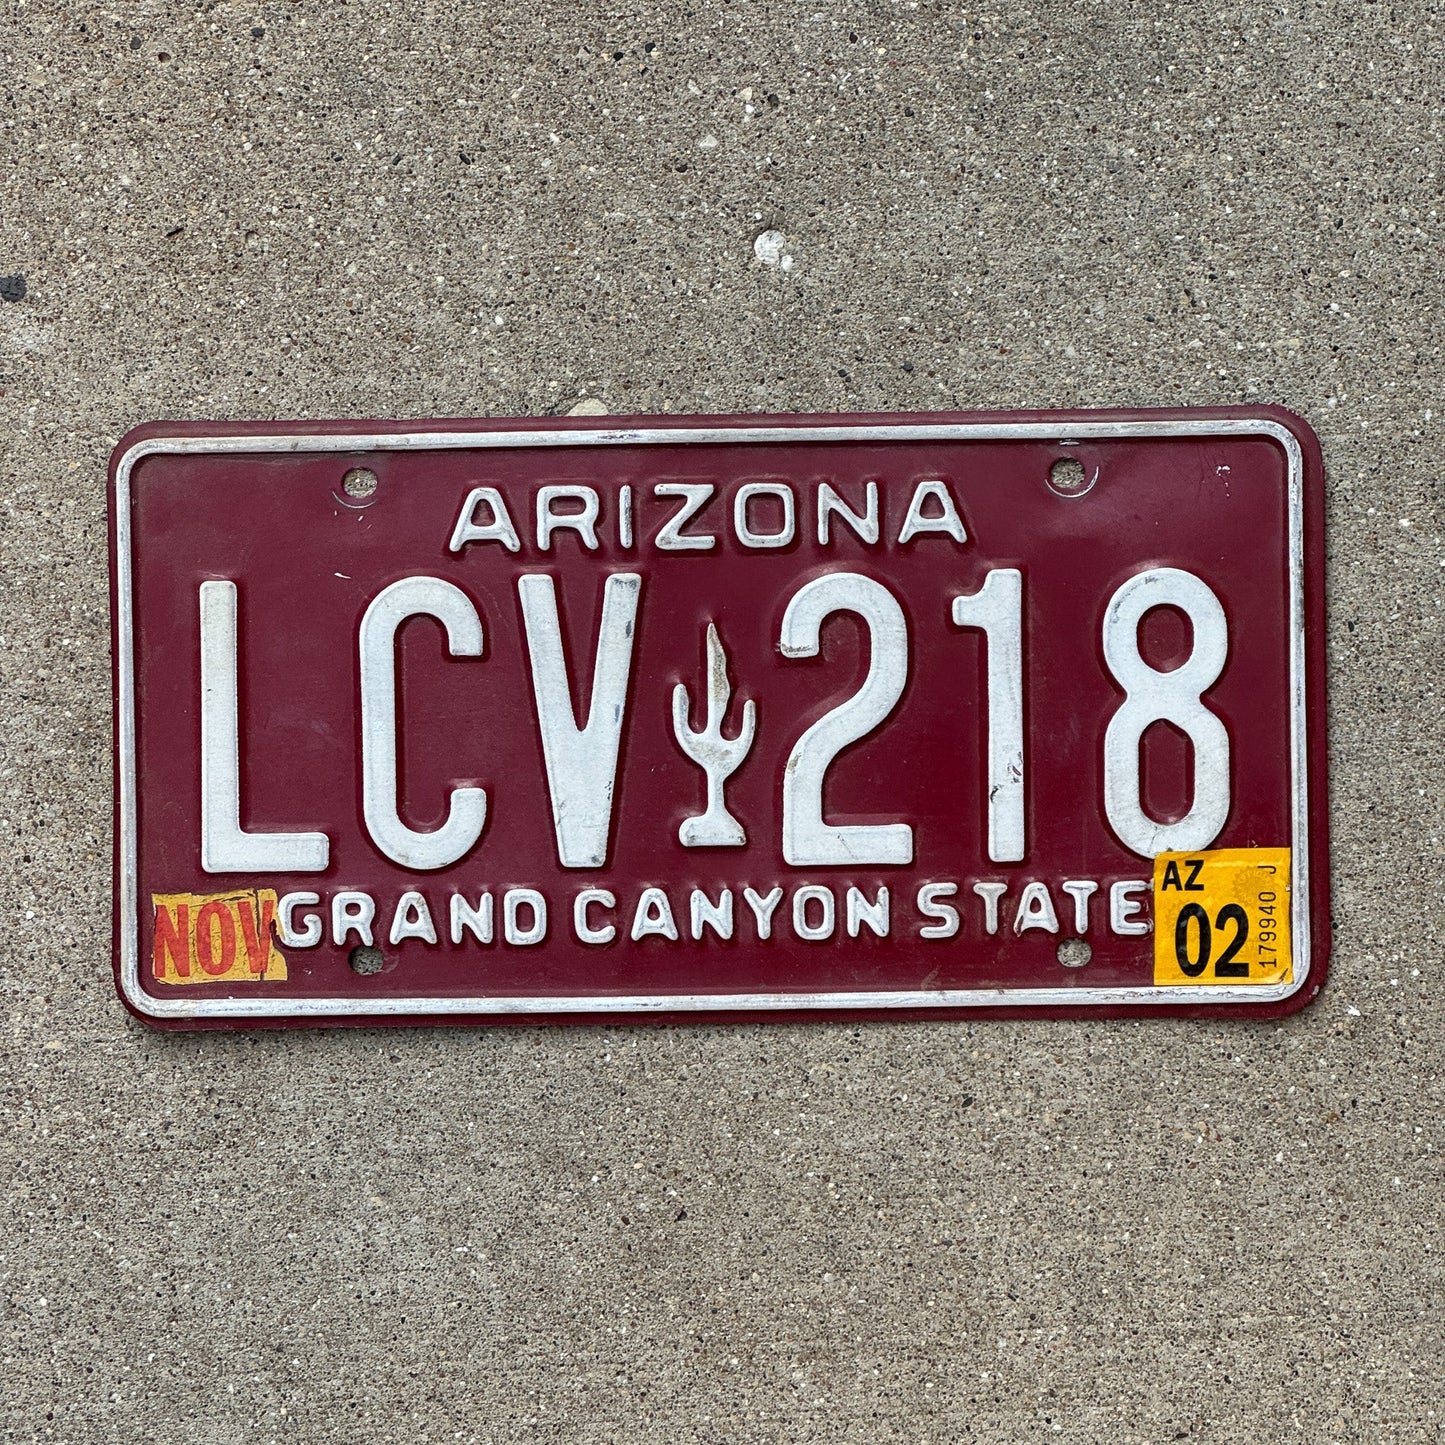 ARIZONA
LCV 218
NOV
GRAND CANYON STATE
AZ
02
179940 J